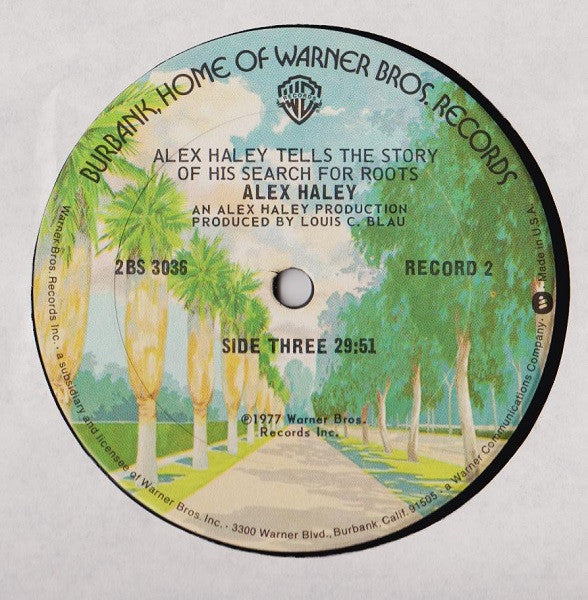 BURBANK, HOME OF WARNER BROS. RECORDS
WB
RECORDS
ALEX HALEY TELLS THE STORY
OF HIS SEARCH FOR ROOTS
ALEX HALEY
AN ALEX HALEY PRODUCTION
PRODUCED BY LOUIS C. BLAU
2BS 3036
RECORD 2
SIDE THREE 29:51
℗1977 Warner Bros.
Records Inc.
Warner Bros. Records Inc. · a subsidiary and licensee of Warner Bros. Inc. · 3300 Warner Blvd., Burbank, Calif. 91505 · a Warner Communications Company · Made in U.S.A.